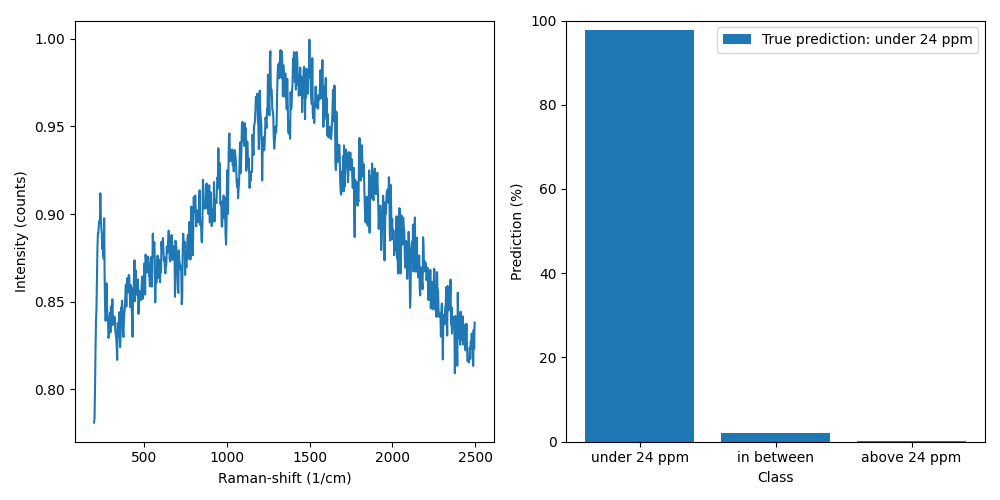 1.00
0.95
0.90
0.85
0.80
Intensity (counts)
500
1000
1500
2000
2500
Raman-shift (1/cm)
100
80
60
40
20
0
Prediction (%)
True prediction: under 24 ppm
under 24 ppm
in between
above 24 ppm
Class